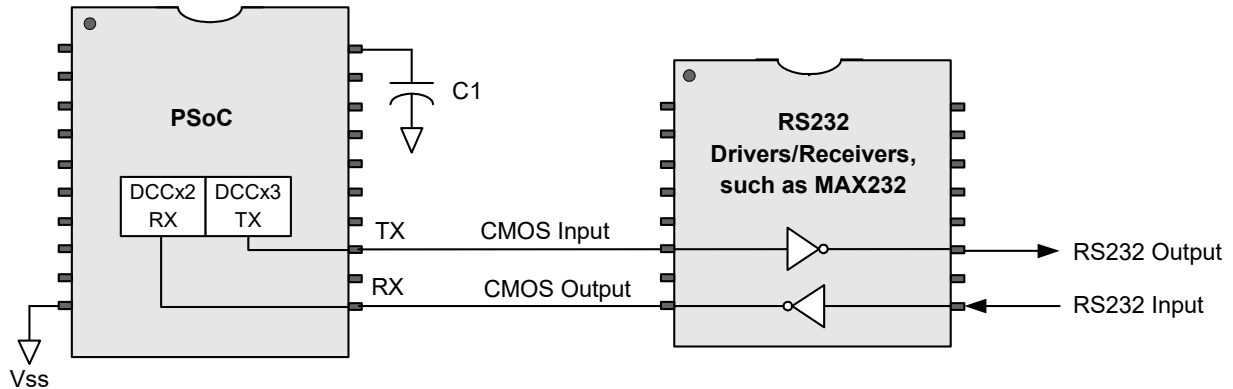 PSoC
C1
RS232
Drivers/Receivers,
such as MAX232
DCCx2
RX
DCCx3
TX
TX
CMOS Input
RS232 Output
RX
CMOS Output
RS232 Input
Vss